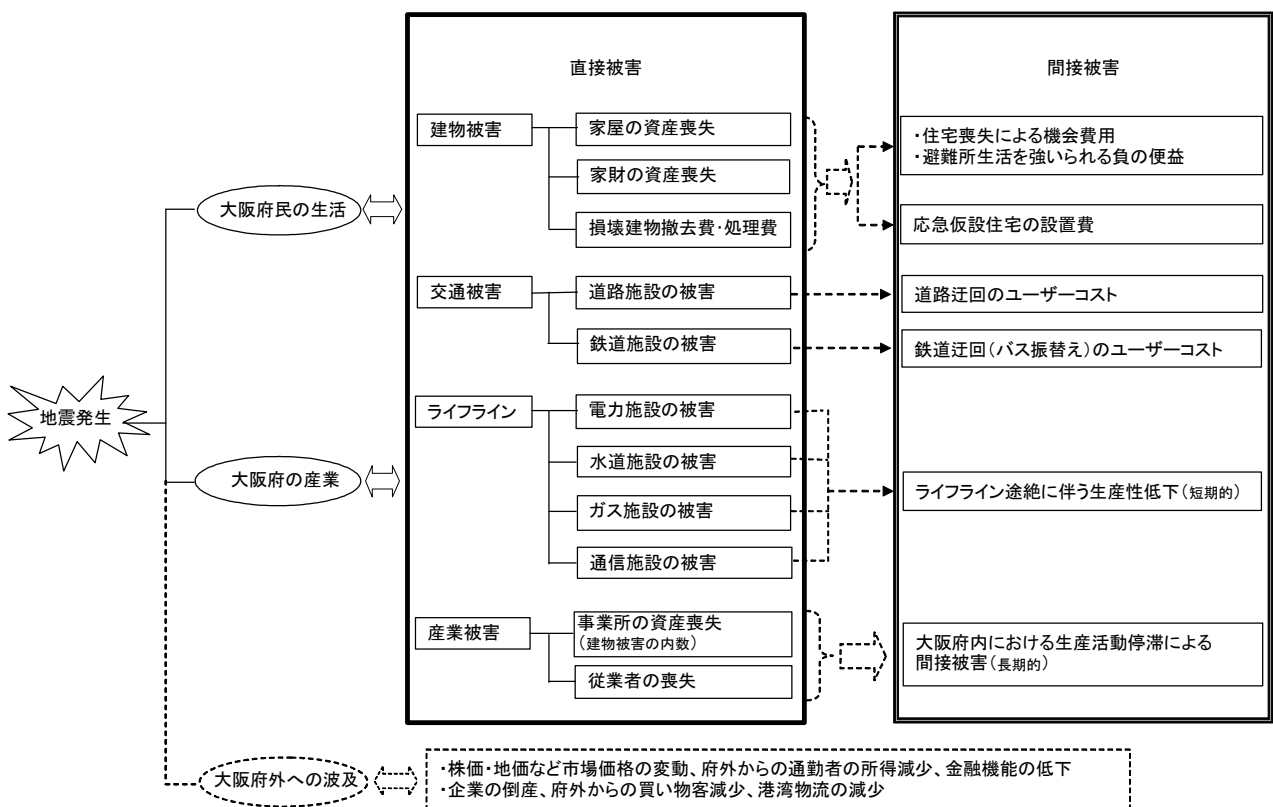 直接被害
間接被害
建物被害
家屋の資産喪失
家財の資産喪失
損壊建物撤去費・処理費
・住宅喪失による機会費用
・避難所生活を強いられる負の便益
応急仮設住宅の設置費
大阪府民の生活
交通被害
道路施設の被害
道路迂回のユーザーコスト
鉄道施設の被害
鉄道迂回(バス振替え)のユーザーコスト
地震発生
ライフライン
電力施設の被害
水道施設の被害
ガス施設の被害
通信施設の被害
ライフライン途絶に伴う生産性低下(短期的)
大阪府の産業
産業被害
事業所の資産喪失
(建物被害の内数)
従業者の喪失
大阪府内における生産活動停滞による
間接被害(長期的)
大阪府外への波及
・株価・地価など市場価格の変動、府外からの通勤者の所得減少、金融機能の低下
・企業の倒産、府外からの買い物客減少、港湾物流の減少